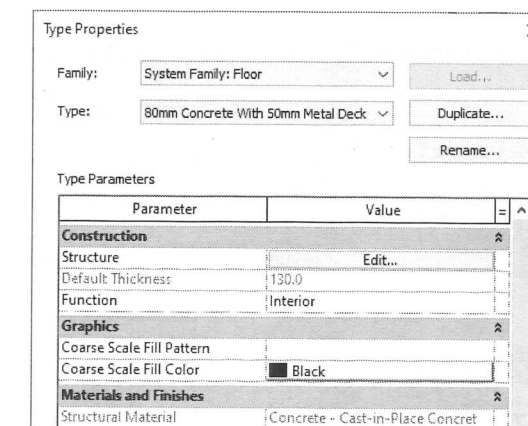 Type Properties
Family: System Family: Floor Load...
Type: 80mm Concrete With 50mm Metal Deck Duplicate...
Rename...
Type Parameters
Parameter Value =
Construction
Structure Edit...
Default Thickness 130.0
Function Interior
Graphics
Coarse Scale Fill Pattern
Coarse Scale Fill Color Black
Materials and Finishes
Structural Material Concrete - Cast-in-Place Concret